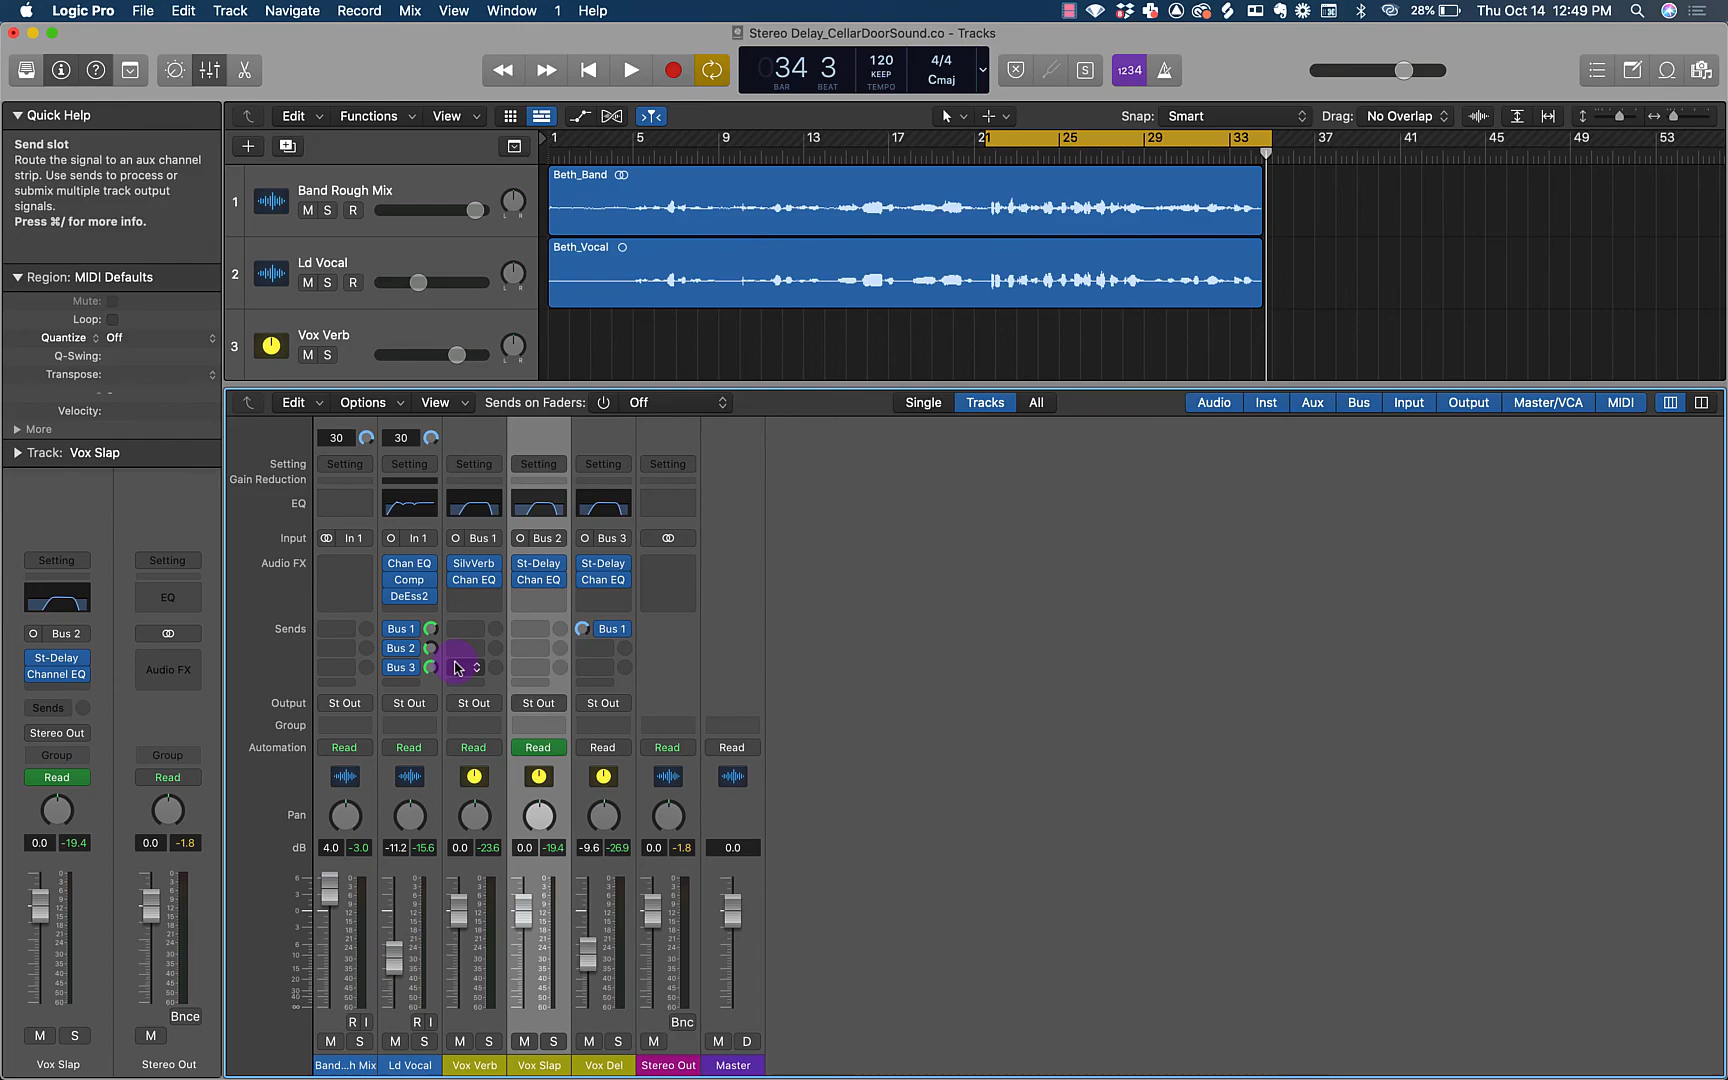 Logic Pro File Edit Track Navigate Record Mix View Window 1 Help 28% Thu Oct 14 12:49 PM
Stereo Delay_CellarDoorSound.co - Tracks
034 3 120 4/4
KEEP Cmaj
BAR BEAT TEMPO
1234
Quick Help
Send slot
Route the signal to an aux channel
strip. Use sends to process or
submix multiple track output
signals.
Press ⌘/ for more info.
Region: MIDI Defaults
Mute:
Loop:
Quantize Off
Q-Swing:
Transpose:
Velocity:
More
Track: Vox Slap
Edit Functions View Snap: Smart Drag: No Overlap
1 5 9 13 17 21 25 29 33 37 41 45 49 53
1 Band Rough Mix
M S R L R
Beth_Band
2 Ld Vocal
M S R L R
Beth_Vocal
3 Vox Verb
M S L R
Edit Options View Sends on Faders: Off Single Tracks All Audio Inst Aux Bus Input Output Master/VCA MIDI
30 30
Setting Setting Setting Setting Setting Setting Setting
Gain Reduction
EQ
Input In 1 In 1 Bus 1 Bus 2 Bus 3
Audio FX Chan EQ SilvVerb St-Delay St-Delay
Comp Chan EQ Chan EQ Chan EQ
DeEss2
Sends Bus 1 Bus 1
Bus 2
Bus 3
Output St Out St Out St Out St Out St Out
Group
Automation Read Read Read Read Read Read Read
Pan
dB 4.0 -3.0 -11.2 -15.6 0.0 -23.6 0.0 -19.4 -9.6 -26.9 0.0 -1.8 0.0
R I R I Bnc
M S M S M S M S M S M M D
Band...h Mix Ld Vocal Vox Verb Vox Slap Vox Del Stereo Out Master
Setting Setting
EQ
Bus 2
St-Delay Audio FX
Channel EQ
Sends
Stereo Out
Group Group
Read Read
0.0 -19.4 0.0 -1.8
Bnce
M S M
Vox Slap Stereo Out